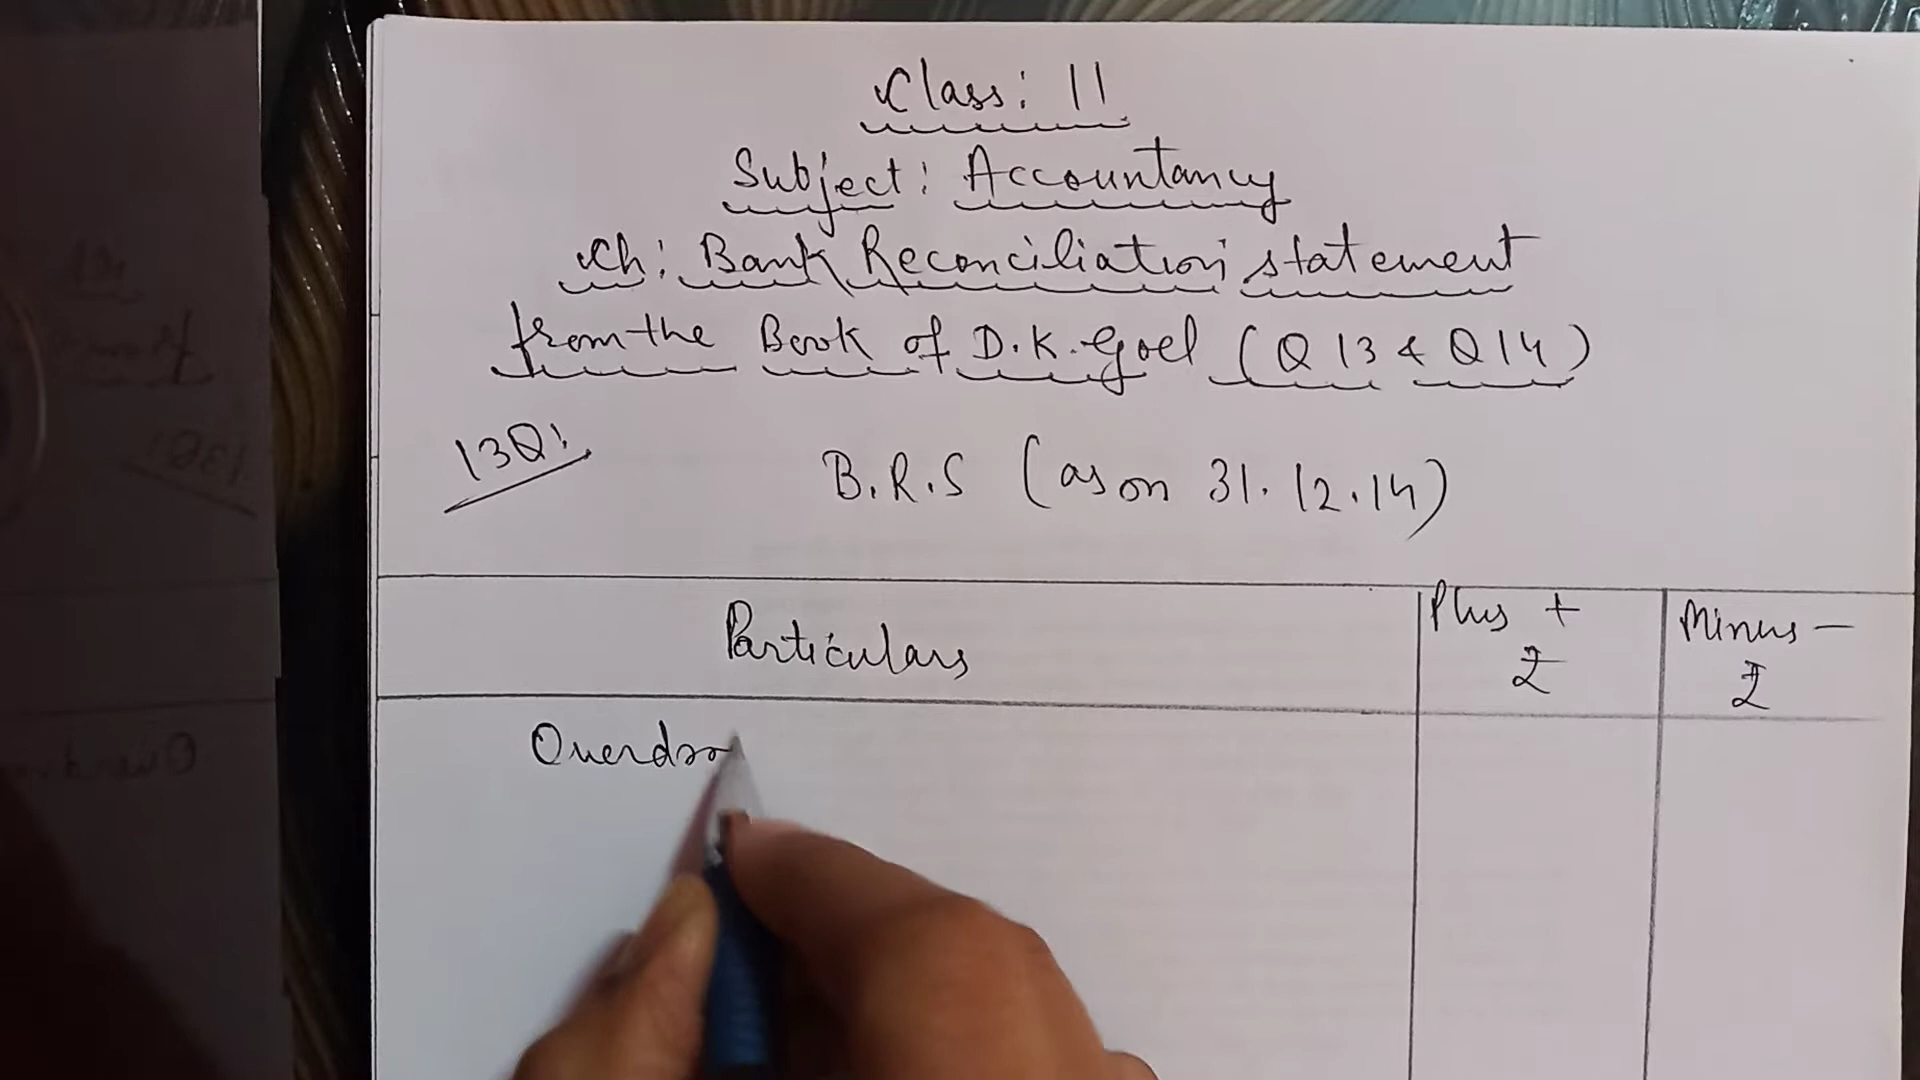 Class: 11
Subject: Accountancy
Ch: Bank Reconciliation statement
from the Book of D.K. Goel (Q 13 & Q 14)
13Q:
B.R.S (as on 31.12.14)
Particulars
Plus +
₹
Minus –
₹
Overdra